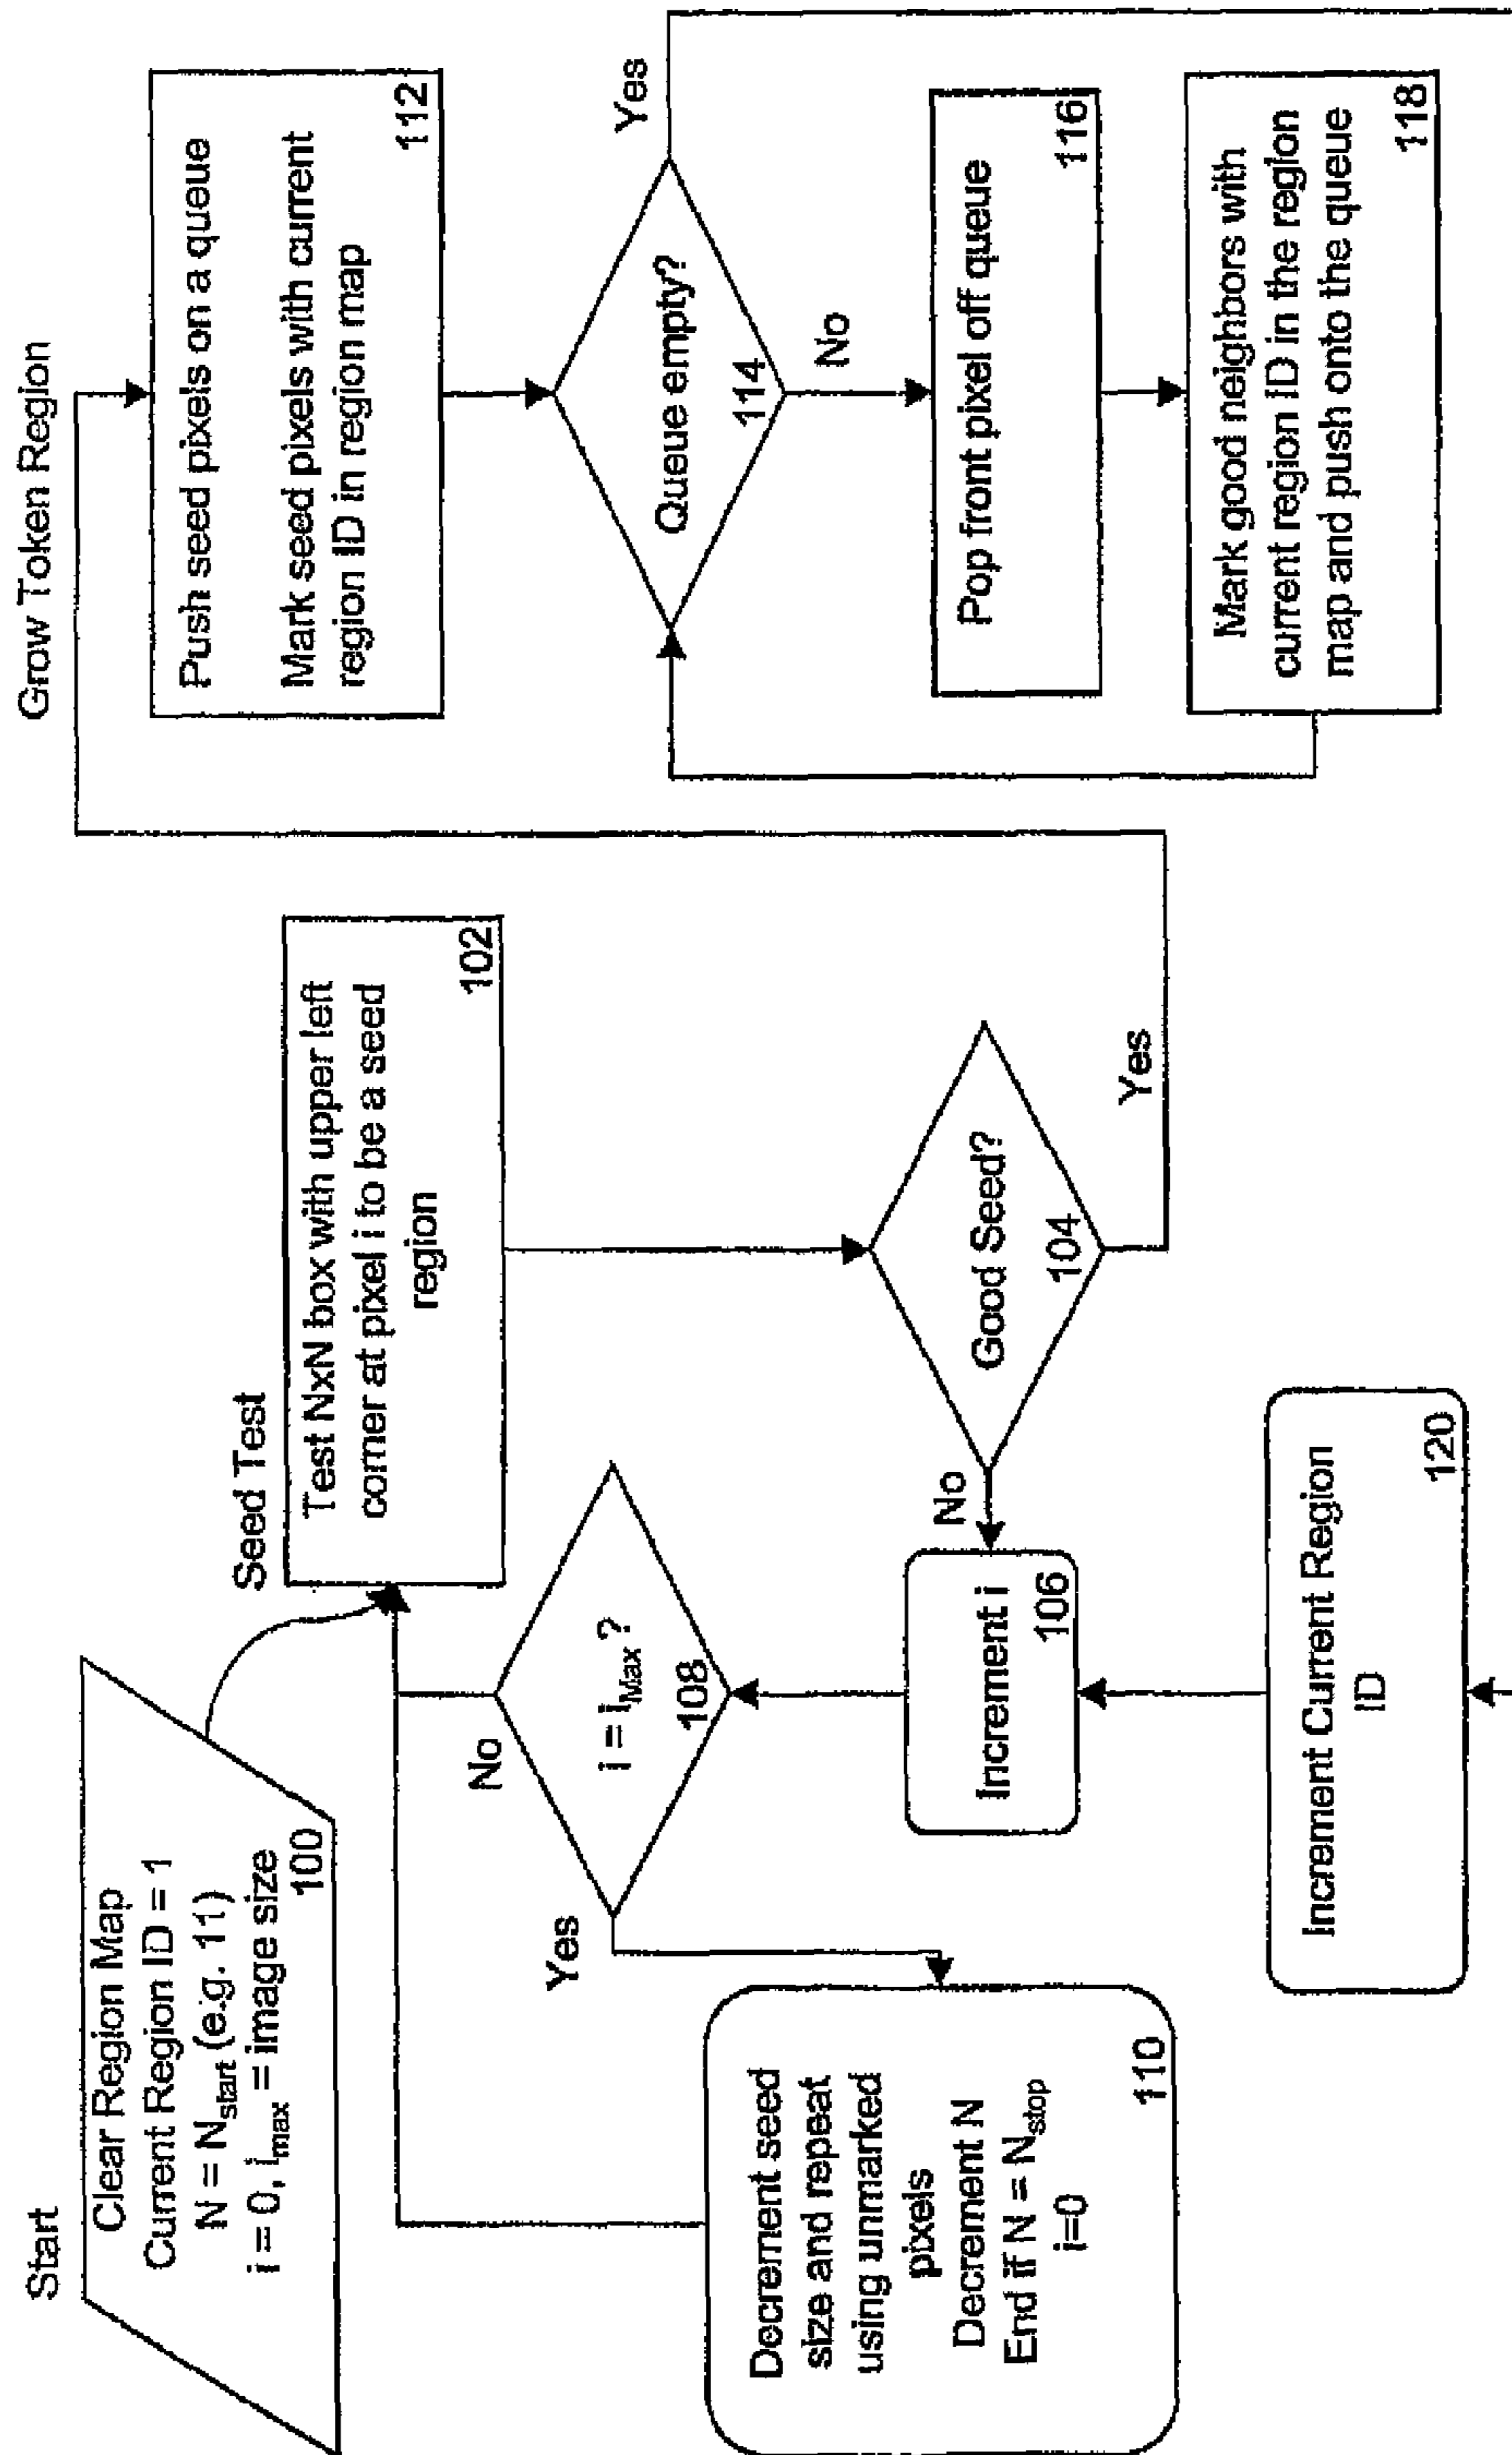 Start
Clear Region Map
Current Region ID = 1
N = Nstart (e.g. 11)
i = 0, imax = image size
100
Seed Test
Test NxN box with upper left
corner at pixel i to be a seed
region
102
Good Seed?
104
No
Yes
Increment i
106
i = iMax?
108
No
Yes
Decrement seed
size and repeat
using unmarked
pixels
Decrement N
End if N = Nstop
i=0
110
Increment Current Region
ID
120
Grow Token Region
Push seed pixels on a queue
Mark seed pixels with current
region ID in region map
112
Queue empty?
114
Yes
No
Pop front pixel off queue
116
Mark good neighbors with
current region ID in the region
map and push onto the queue
118